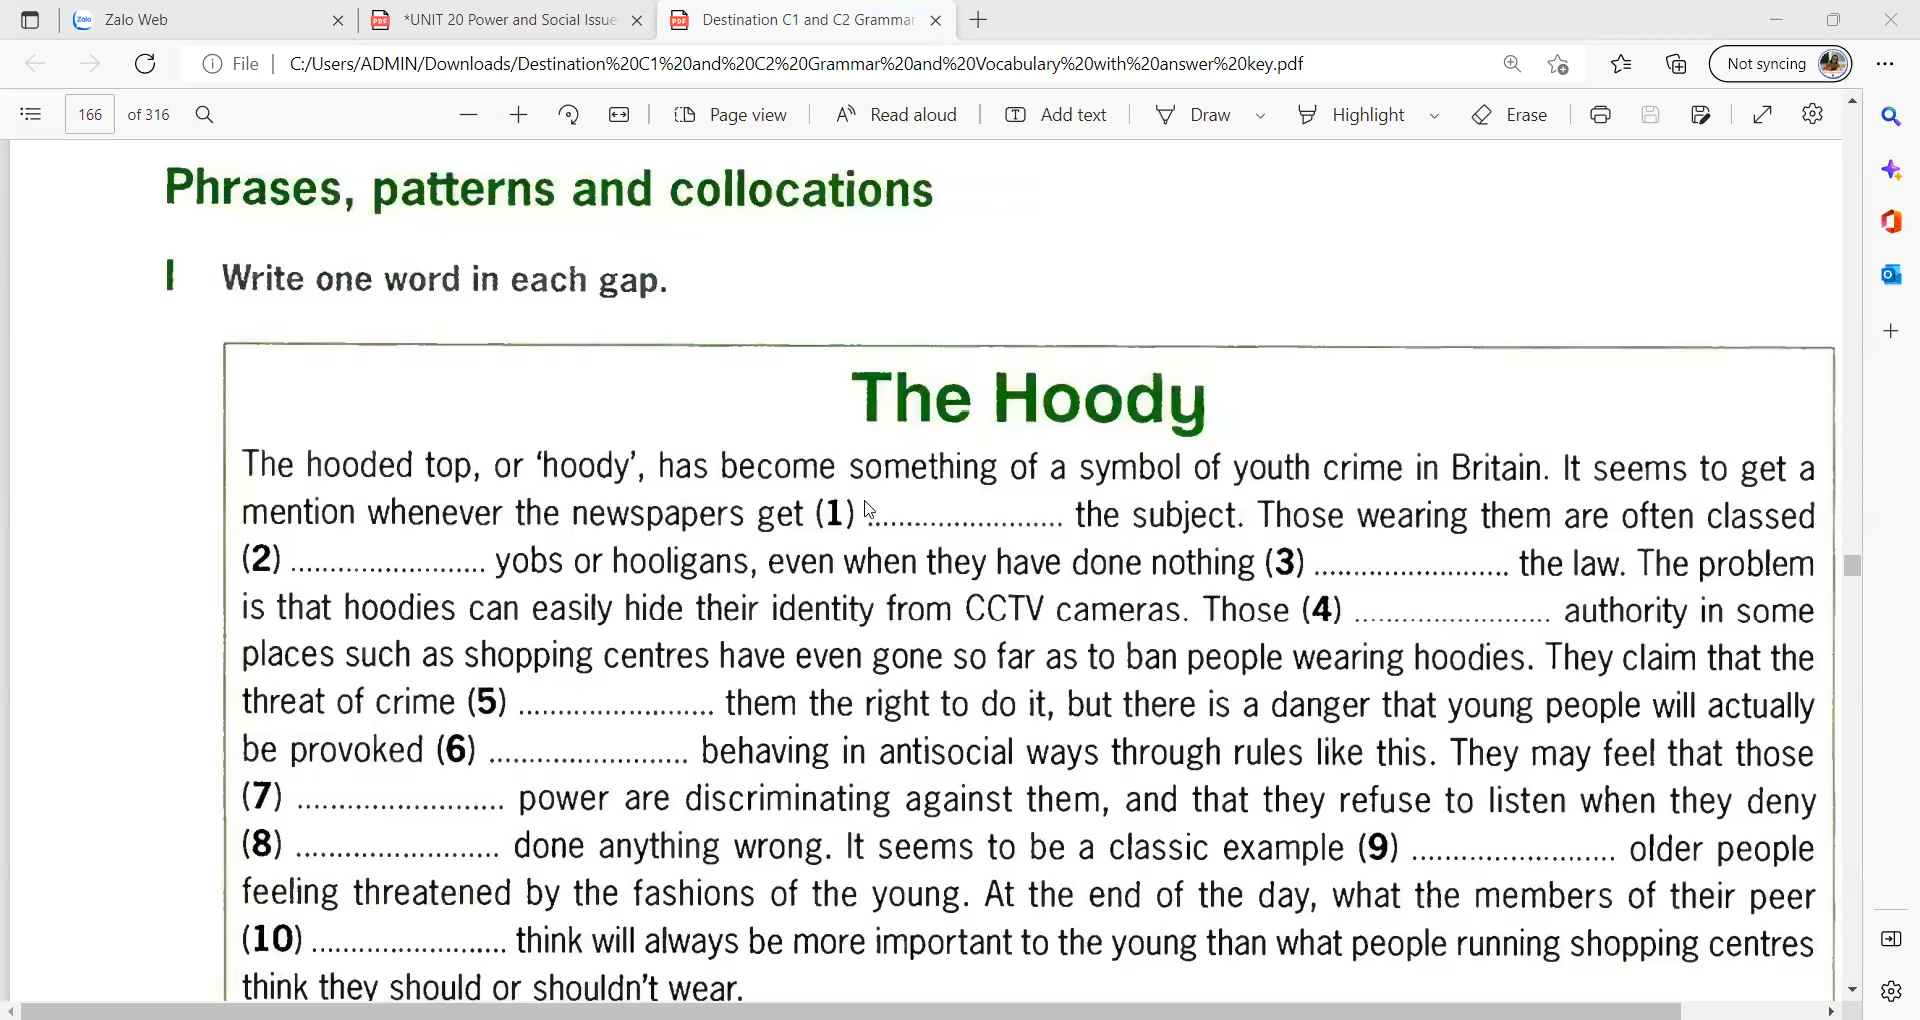 Zalo Web
*UNIT 20 Power and Social Issue
Destination C1 and C2 Grammar
File
C:/Users/ADMIN/Downloads/Destination%20C1%20and%20C2%20Grammar%20and%20Vocabulary%20with%20answer%20key.pdf
Not syncing
166 of 316
Page view
Read aloud
Add text
Draw
Highlight
Erase
Phrases, patterns and collocations
I Write one word in each gap.
The Hoody
The hooded top, or ‘hoody’, has become something of a symbol of youth crime in Britain. It seems to get a
mention whenever the newspapers get (1) ........................ the subject. Those wearing them are often classed
(2) ........................ yobs or hooligans, even when they have done nothing (3) ........................ the law. The problem
is that hoodies can easily hide their identity from CCTV cameras. Those (4) ........................ authority in some
places such as shopping centres have even gone so far as to ban people wearing hoodies. They claim that the
threat of crime (5) ........................ them the right to do it, but there is a danger that young people will actually
be provoked (6) ........................ behaving in antisocial ways through rules like this. They may feel that those
(7) ........................ power are discriminating against them, and that they refuse to listen when they deny
(8) ........................ done anything wrong. It seems to be a classic example (9) ........................ older people
feeling threatened by the fashions of the young. At the end of the day, what the members of their peer
(10) ........................ think will always be more important to the young than what people running shopping centres
think they should or shouldn’t wear.